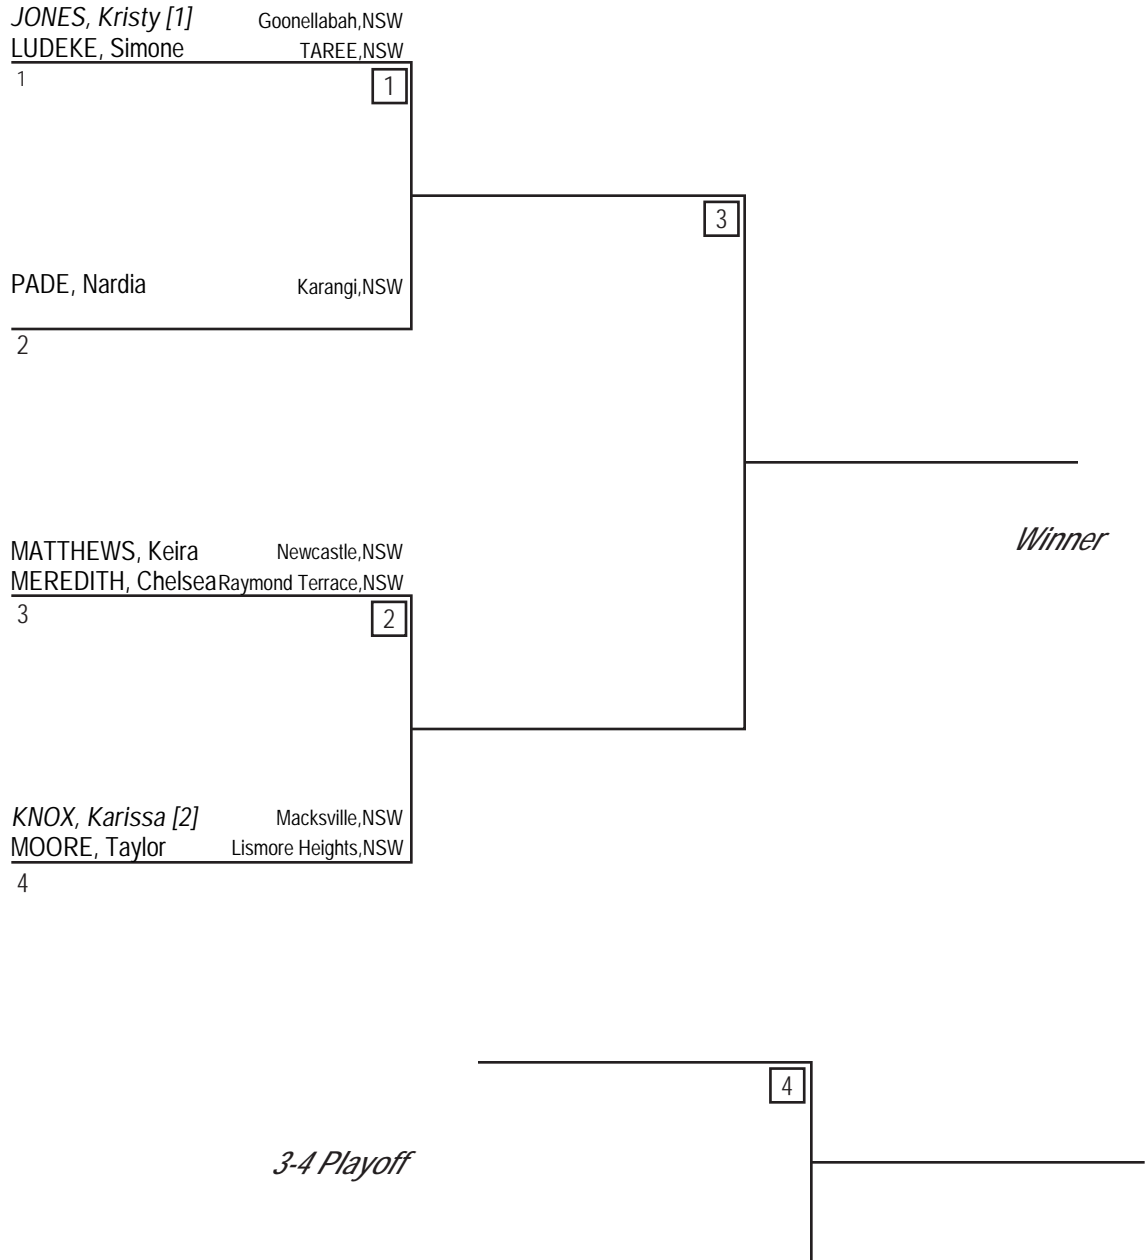 JONES, Kristy [1] Goonellabah,NSW
LUDEKE, Simone TAREE,NSW
1
1
3
PADE, Nardia Karangi,NSW
2
Winner
MATTHEWS, Keira Newcastle,NSW
MEREDITH, Chelsea Raymond Terrace,NSW
3
2
KNOX, Karissa [2] Macksville,NSW
MOORE, Taylor Lismore Heights,NSW
4
4
3-4 Playoff